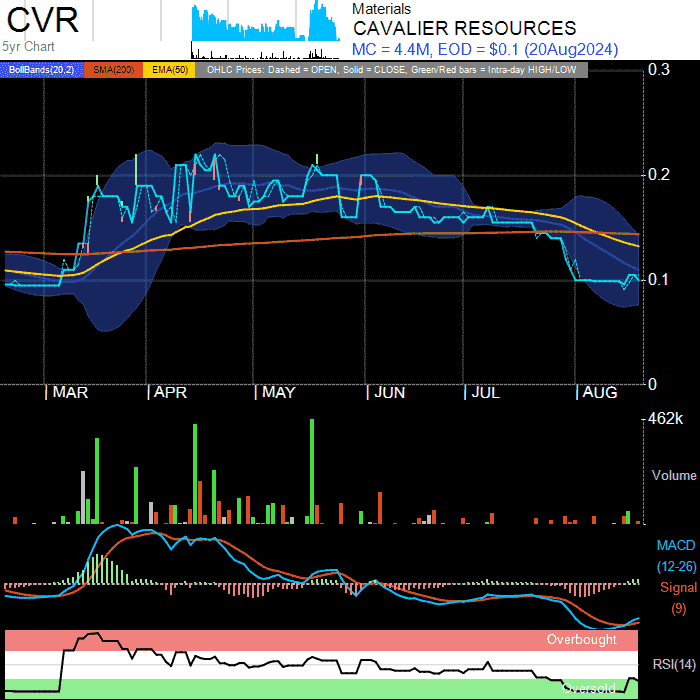 CVR
5yr Chart
Materials
CAVALIER RESOURCES
MC = 4.4M, EOD = $0.1 (20Aug2024)
BollBands(20,2) SMA(200) EMA(50) OHLC Prices: Dashed = OPEN, Solid = CLOSE, Green/Red bars = Intra-day HIGH/LOW
0.3
0.2
0.1
0
| MAR | APR | MAY | JUN | JUL | AUG
462k
Volume
MACD
(12-26)
Signal
(9)
Overbought
RSI(14)
Oversold